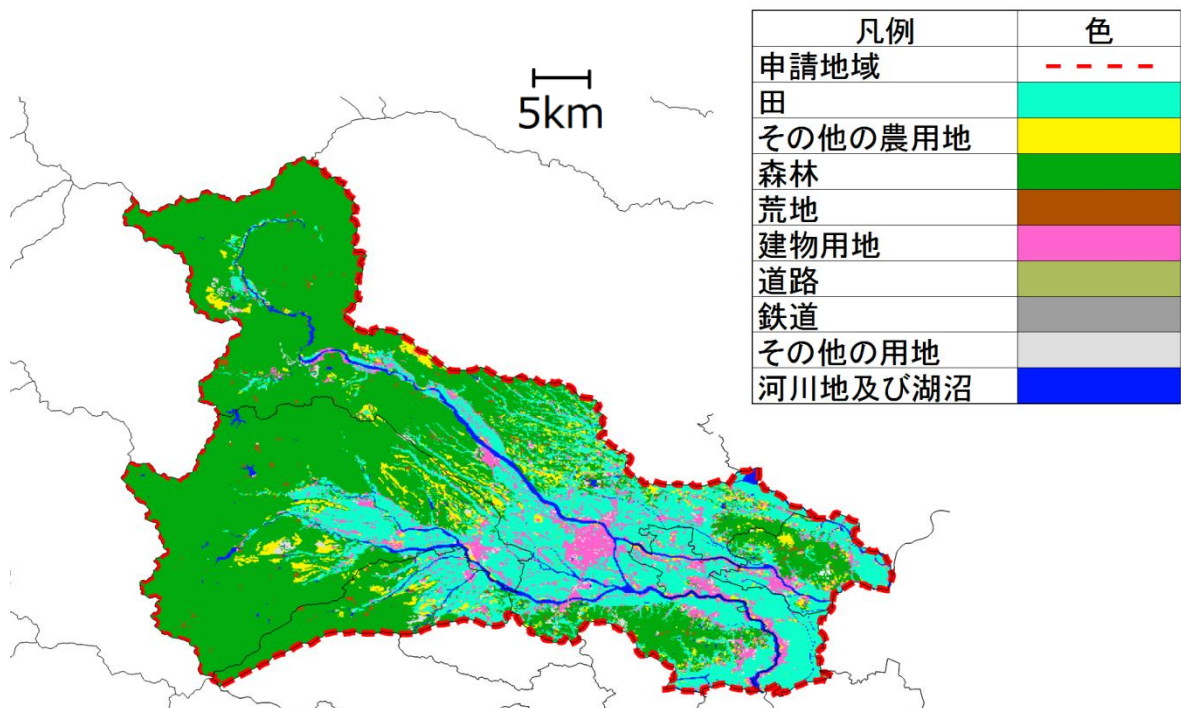 凡例 色
申請地域
田
その他の農用地
森林
荒地
建物用地
道路
鉄道
その他の用地
河川地及び湖沼
5km